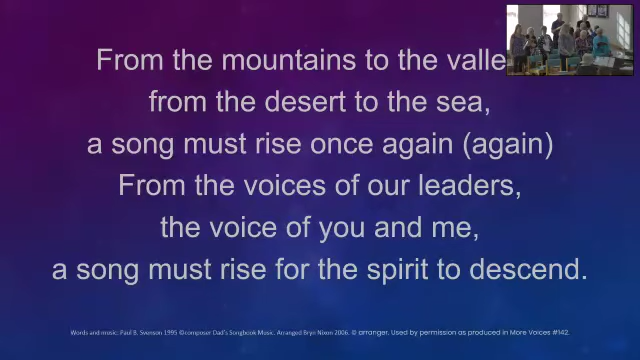 From the mountains to the valle
from the desert to the sea,
a song must rise once again (again)
From the voices of our leaders,
the voice of you and me,
a song must rise for the spirit to descend.
Words and music: Paul B. Svenson 1995 ©composer Dad's Songbook Music. Arranged Bryn Nixon 2006. © arranger. Used by permission as produced in More Voices #142.